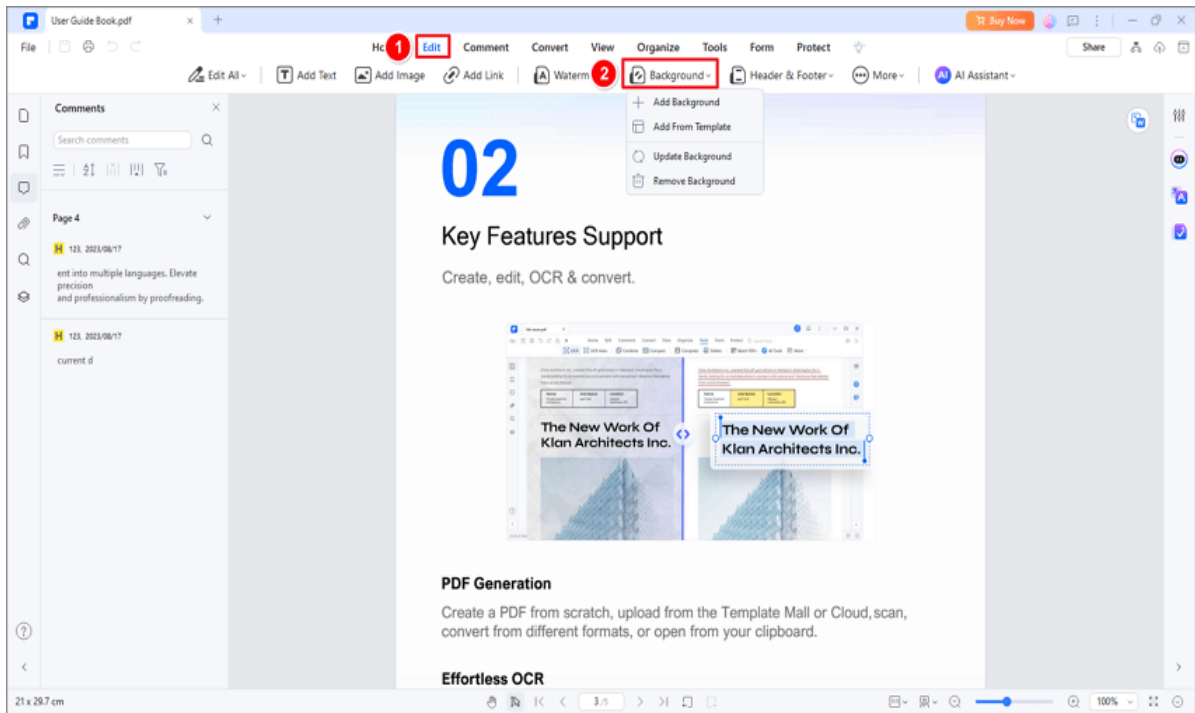 User Guide Book.pdf
Buy Now
File
1
Edit
Comment
Convert
View
Organize
Tools
Form
Protect
Share
Edit All
Add Text
Add Image
Add Link
2
Background
Header & Footer
More
AI Assistant
Add Background
Add From Template
Update Background
Remove Background
Comments
Search comments
Page 4
H 123, 2023/08/17
ent into multiple languages. Elevate
precision
and professionalism by proofreading.
H 123, 2023/08/17
current d
02
Key Features Support
Create, edit, OCR & convert.
The New Work Of
Klan Architects Inc.
The New Work Of
Klan Architects Inc.
PDF Generation
Create a PDF from scratch, upload from the Template Mall or Cloud, scan,
convert from different formats, or open from your clipboard.
Effortless OCR
21 x 29.7 cm
3 /5
100%